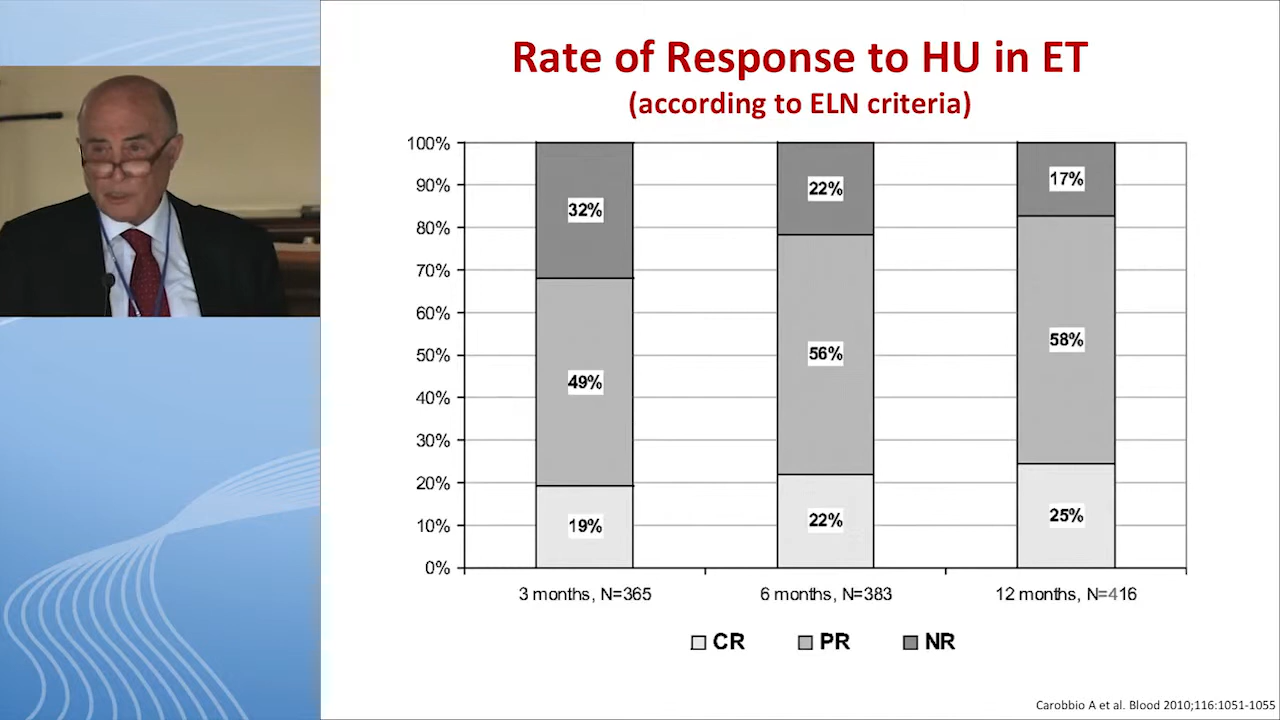 Rate of Response to HU in ET
(according to ELN criteria)
100%
90%
80%
70%
60%
50%
40%
30%
20%
10%
0%
32%
49%
19%
22%
56%
22%
17%
58%
25%
3 months, N=365
6 months, N=383
12 months, N=416
CR
PR
NR
Carobbio A et al. Blood 2010;116:1051-1055